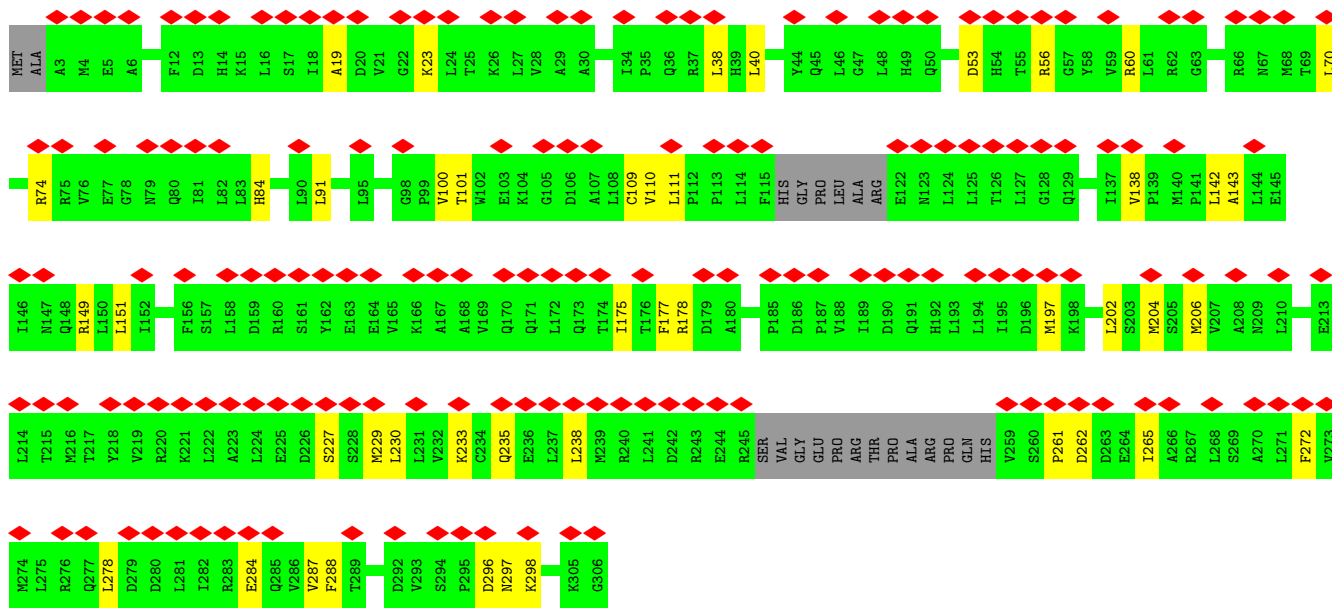 MET ALA A3 M4 E5 A6 F12 D13 H14 K15 L16 S17 I18 A19 D20 V21 G22 K23 L24 T25 K26 L27 V28 A29 A30 I34 P35 Q36 R37 L38 H39 L40 Y44 Q45 L46 G47 L48 H49 Q50 D53 H54 T55 R56 G57 Y58 V59 R60 L61 R62 G63 R66 N67 M68 T69 L70
R74 R75 V76 E77 G78 N79 Q80 I81 L82 L83 H84 L90 L91 L95 G98 P99 V100 T101 W102 E103 K104 G105 D106 A107 L108 C109 V110 L111 P112 P113 L114 F115 HIS GLY PRO LEU ALA ARG E122 N123 L124 L125 T126 L127 G128 Q129 I137 V138 P139 M140 P141 L142 A143 L144 E145
I146 N147 Q148 R149 L150 L151 I152 F156 S157 L158 D159 R160 S161 Y162 E163 E164 V165 K166 A167 A168 V169 Q170 Q171 L172 Q173 T174 I175 T176 F177 R178 D179 A180 P185 D186 P187 V188 I189 D190 Q191 H192 L193 L194 I195 D196 M197 K198 L202 S203 M204 S205 M206 V207 A208 N209 L210 E213
L214 T215 M216 T217 Y218 V219 R220 K221 L222 A223 L224 E225 D226 S227 S228 M229 L230 L231 V232 K233 C234 Q235 E236 L237 L238 M239 R240 L241 D242 R243 E244 R245 SER VAL GLY GLU PRO ARG THR PRO ALA ARG PRO GLN HIS V259 S260 P261 D262 D263 E264 I265 A266 R267 L268 S269 A270 L271 F272 V273
M274 L275 R276 Q277 L278 D279 D280 L281 I282 R283 E284 Q285 V286 V287 F288 T289 D292 V293 S294 P295 D296 N297 K298 K305 G306